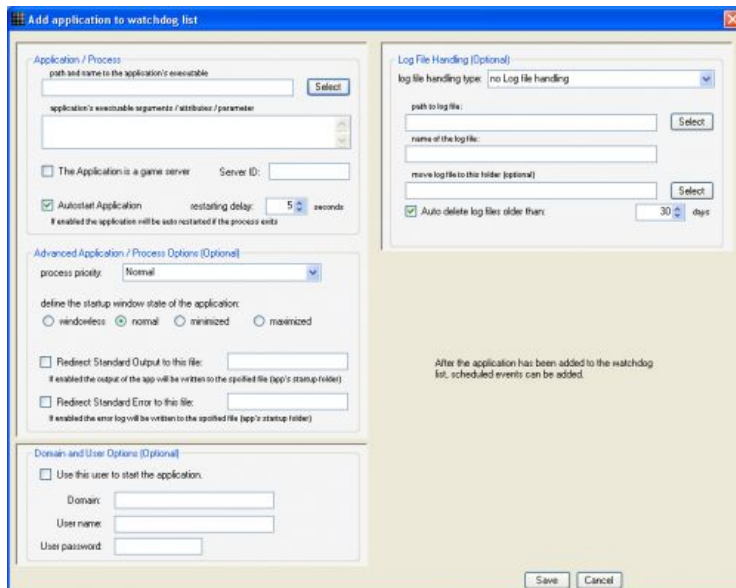 Add application to watchdog list
Application / Process
path and name to the application's executable
Select
application's exectuable arguments / attributes / parameter
The Application is a game server Server ID:
Autostart Application restarting delay: 5 seconds
If enabled the application will be auto restarted if the process exits
Advanced Application / Process Options (Optional)
process priority: Normal
define the startup window state of the application:
windowless normal minimized maximized
Redirect Standard Output to this file:
If enabled the output of the app will be written to the spcified file (app's startup folder)
Redirect Standard Error to this file:
If enabled the error log will be written to the spcified file (app's startup folder)
Domain and User Options (Optional)
Use this user to start the application.
Domain:
User name:
User password:
Log File Handling (Optional)
log file handling type: no Log file handling
path to log file:
Select
name of the log file:
move log file to this folder (optional)
Select
Auto delete log files older than: 30 days
After the application has been added to the watchdog
list, scheduled events can be added.
Save Cancel